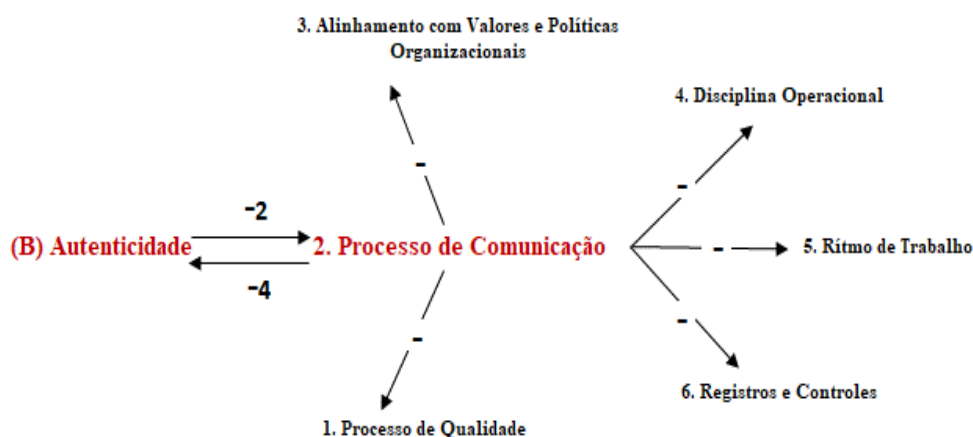 3. Alinhamento com Valores e Políticas
Organizacionais
4. Disciplina Operacional
-
-
-2
(B) Autenticidade
2. Processo de Comunicação
-
5. Rítmo de Trabalho
-4
-
-
6. Registros e Controles
1. Processo de Qualidade